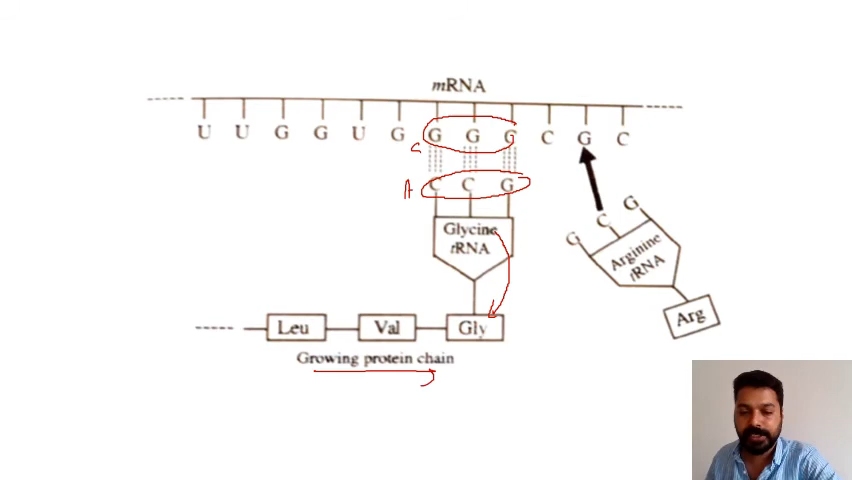 mRNA
U U G G U G G G G C G C
C C G
G C G
Glycine
tRNA
Arginine
tRNA
Leu Val Gly
Arg
Growing protein chain
A